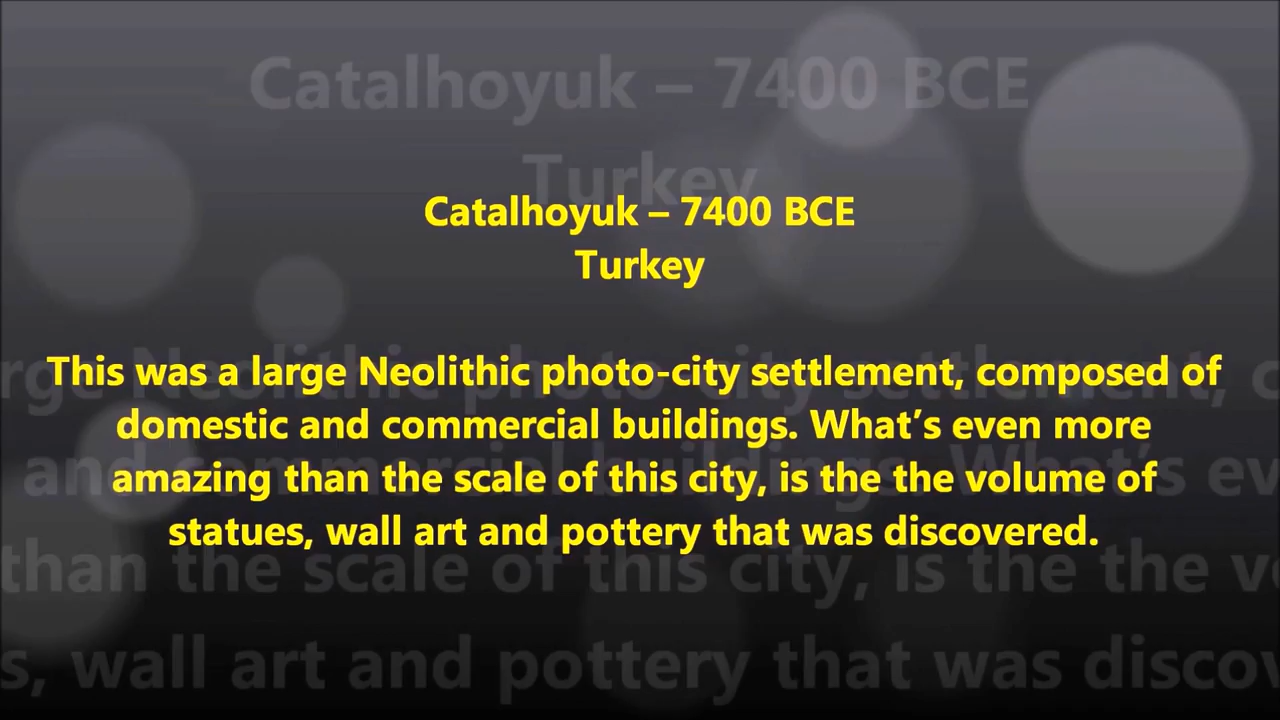 Catalhoyuk – 7400 BCE
Turkey
This was a large Neolithic photo-city settlement, composed of
domestic and commercial buildings. What’s even more
amazing than the scale of this city, is the the volume of
statues, wall art and pottery that was discovered.